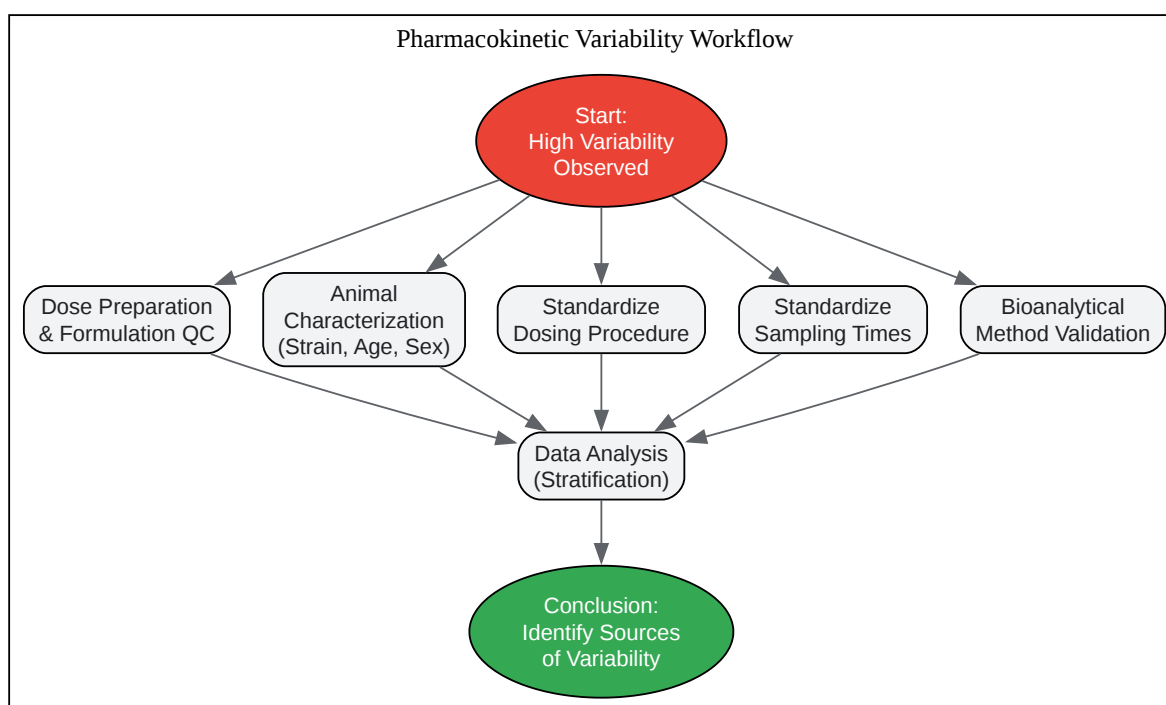 Pharmacokinetic Variability Workflow
Start:
High Variability
Observed
Dose Preparation
& Formulation QC
Animal
Characterization
(Strain, Age, Sex)
Standardize
Dosing Procedure
Standardize
Sampling Times
Bioanalytical
Method Validation
Data Analysis
(Stratification)
Conclusion:
Identify Sources
of Variability